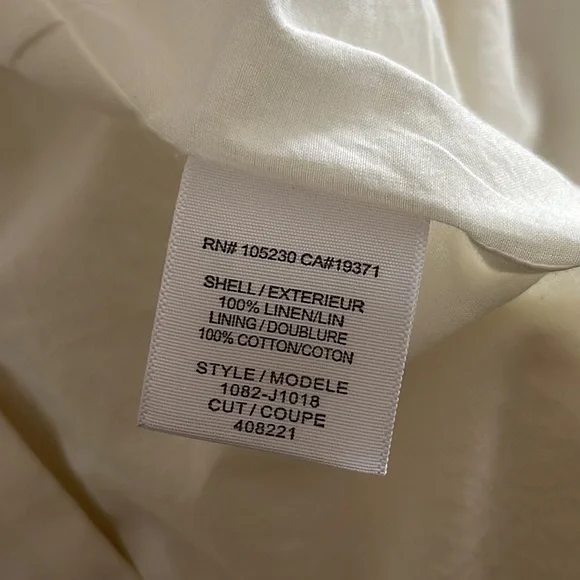 RN# 105230 CA#19371
SHELL / EXTERIEUR
100% LINEN/LIN
LINING / DOUBLURE
100% COTTON/COTON
STYLE / MODELE
1082-J1018
CUT / COUPE
408221